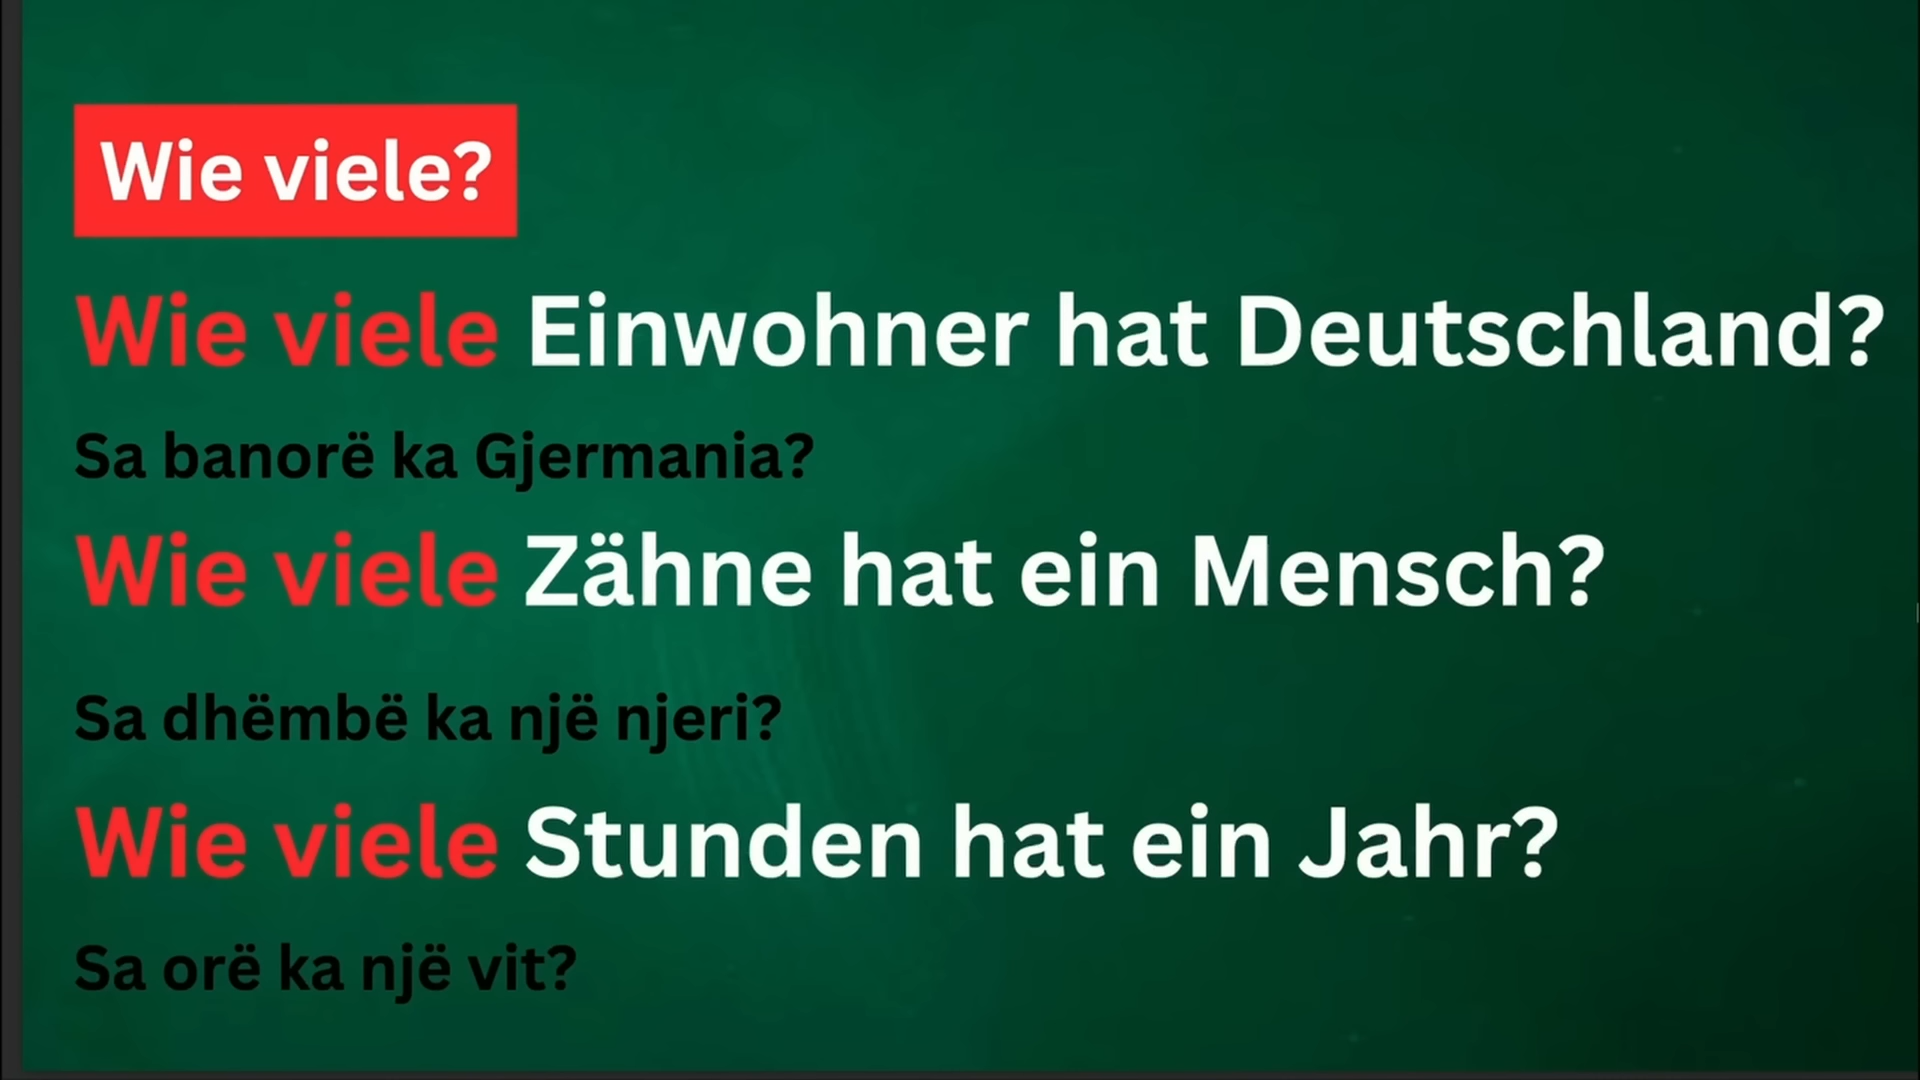 Wie viele?
Wie viele Einwohner hat Deutschland?
Sa banorë ka Gjermania?
Wie viele Zähne hat ein Mensch?
Sa dhëmbë ka një njeri?
Wie viele Stunden hat ein Jahr?
Sa orë ka një vit?